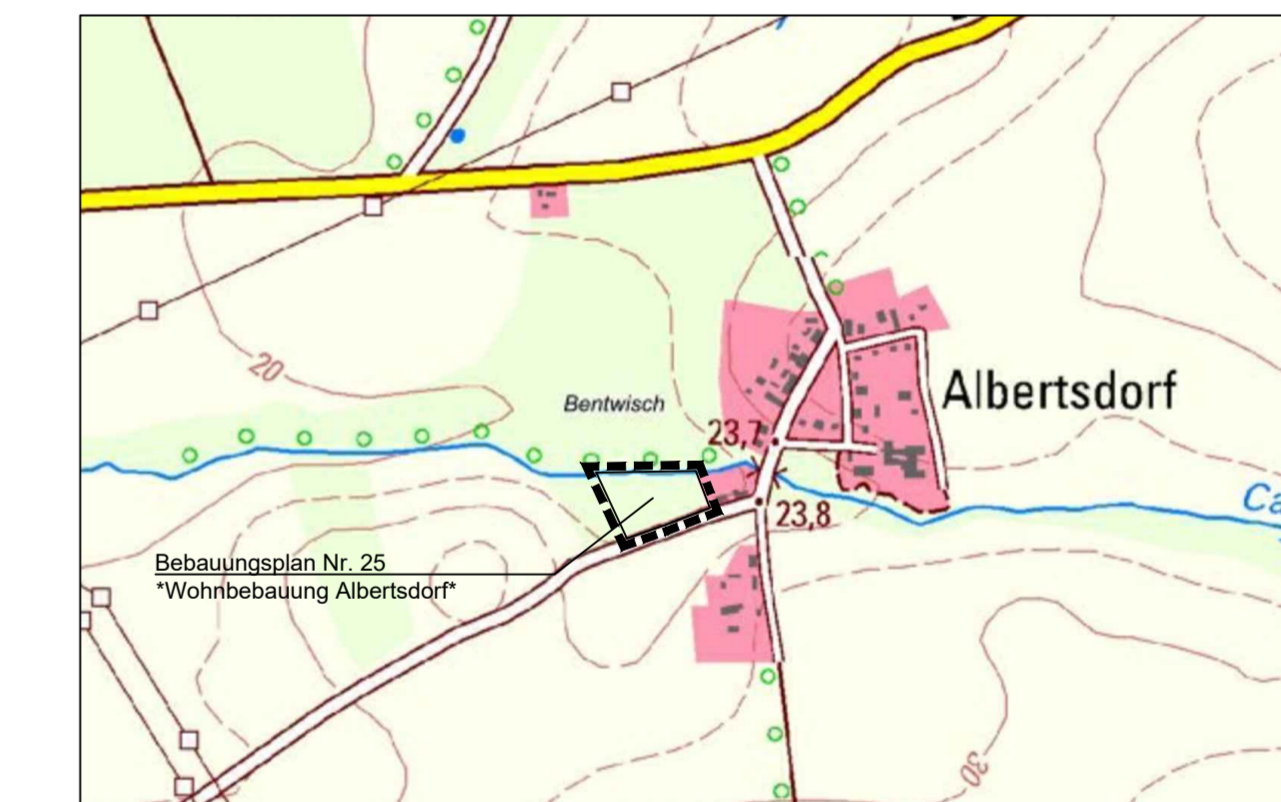 20
Bentwisch
Albertsdorf
23,7
23,8
Bebauungsplan Nr. 25
*Wohnbebauung Albertsdorf*
30